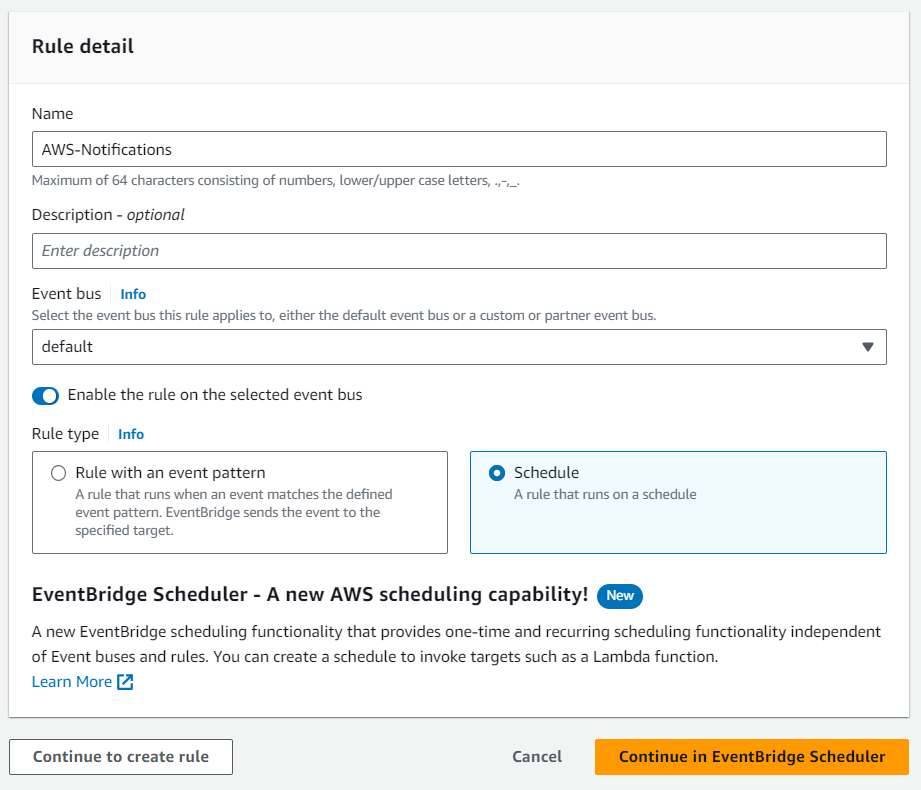 Rule detail
Name
AWS-Notifications
Maximum of 64 characters consisting of numbers, lower/upper case letters, .,-,_.
Description - optional
Enter description
Event bus Info
Select the event bus this rule applies to, either the default event bus or a custom or partner event bus.
default
Enable the rule on the selected event bus
Rule type Info
Rule with an event pattern
A rule that runs when an event matches the defined
event pattern. EventBridge sends the event to the
specified target.
Schedule
A rule that runs on a schedule
EventBridge Scheduler - A new AWS scheduling capability! New
A new EventBridge scheduling functionality that provides one-time and recurring scheduling functionality independent
of Event buses and rules. You can create a schedule to invoke targets such as a Lambda function.
Learn More
Continue to create rule Cancel Continue in EventBridge Scheduler